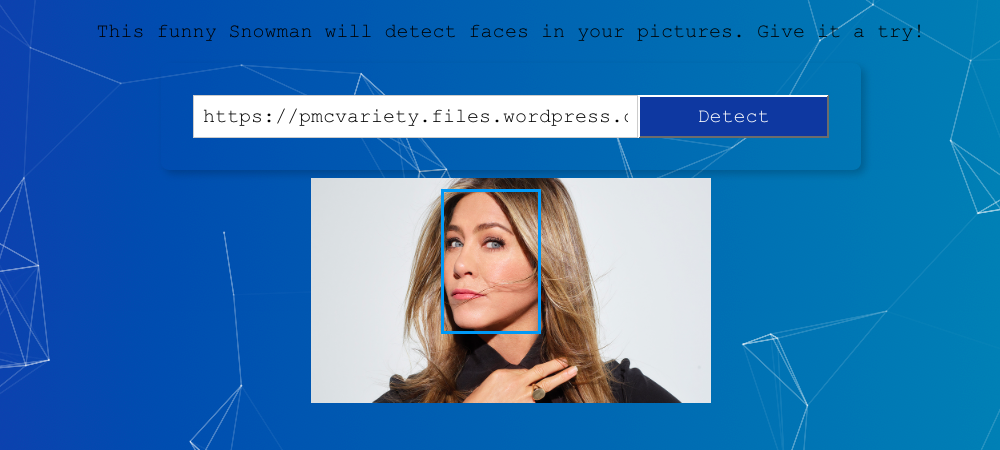 This funny Snowman will detect faces in your pictures. Give it a try!
https://pmcvariety.files.wordpress.c
Detect